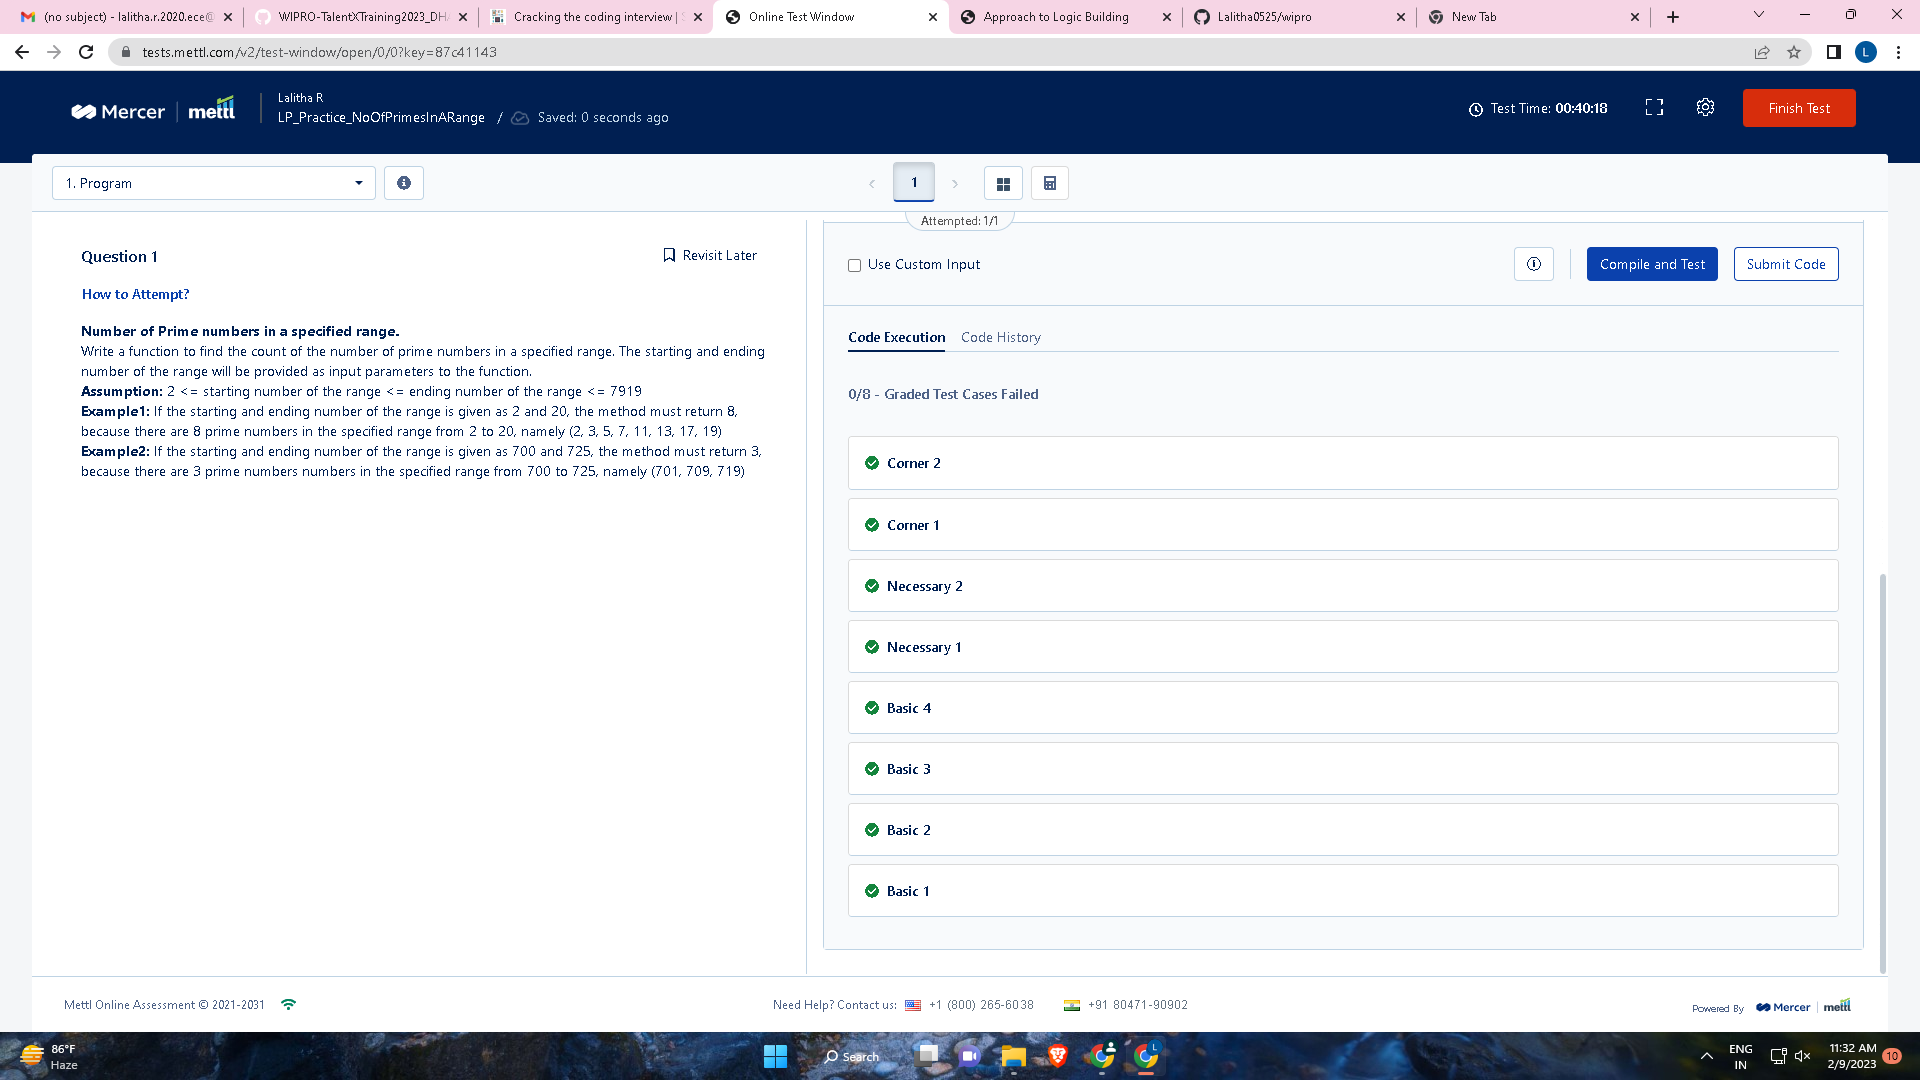 (no subject) - lalitha.r.2020.ece@
WIPRO-TalentXTraining2023_DHA
Cracking the coding interview | S
Online Test Window
Approach to Logic Building
Lalitha0525/wipro
New Tab
tests.mettl.com/v2/test-window/open/0/0?key=87c41143
L
Mercer | mettl
Lalitha R
LP_Practice_NoOfPrimesInARange / Saved: 0 seconds ago
Test Time: 00:40:18
Finish Test
1. Program
1
Attempted: 1/1
Question 1
Revisit Later
How to Attempt?
Number of Prime numbers in a specified range.
Write a function to find the count of the number of prime numbers in a specified range. The starting and ending
number of the range will be provided as input parameters to the function.
Assumption: 2 <= starting number of the range <= ending number of the range <= 7919
Example1: If the starting and ending number of the range is given as 2 and 20, the method must return 8,
because there are 8 prime numbers in the specified range from 2 to 20, namely (2, 3, 5, 7, 11, 13, 17, 19)
Example2: If the starting and ending number of the range is given as 700 and 725, the method must return 3,
because there are 3 prime numbers numbers in the specified range from 700 to 725, namely (701, 709, 719)
Use Custom Input
Compile and Test
Submit Code
Code Execution
Code History
0/8 - Graded Test Cases Failed
Corner 2
Corner 1
Necessary 2
Necessary 1
Basic 4
Basic 3
Basic 2
Basic 1
Mettl Online Assessment © 2021-2031
Need Help? Contact us: +1 (800) 265-6038 +91 80471-90902
Powered By Mercer | mettl
86°F
Haze
Search
L
ENG
IN
11:32 AM
2/9/2023
10